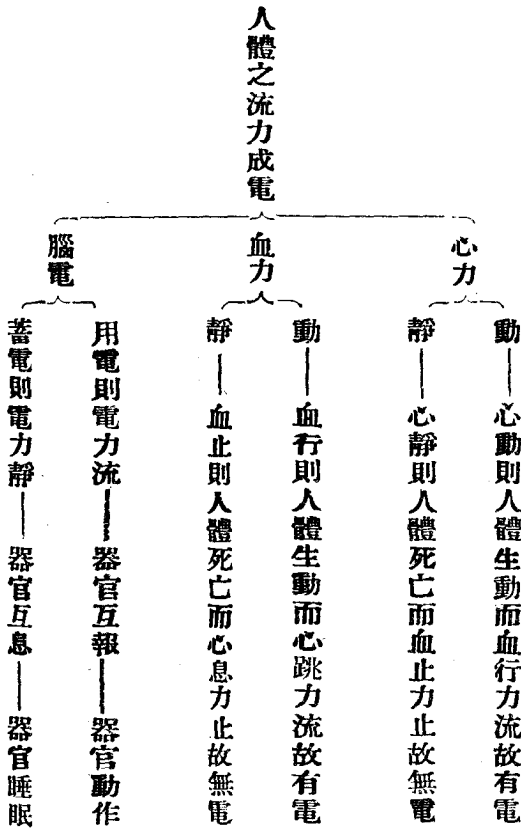 人體之流力成電
心力
動——心動則人體生動而血行力流故有電
靜——心靜則人體死亡而血止力止故無電
血力
動——血行則人體生動而心跳力流故有電
靜——血止則人體死亡而心息力止故無電
腦電
用電則電力流——器官互報——器官動作
蓄電則電力靜——器官互息——器官睡眠